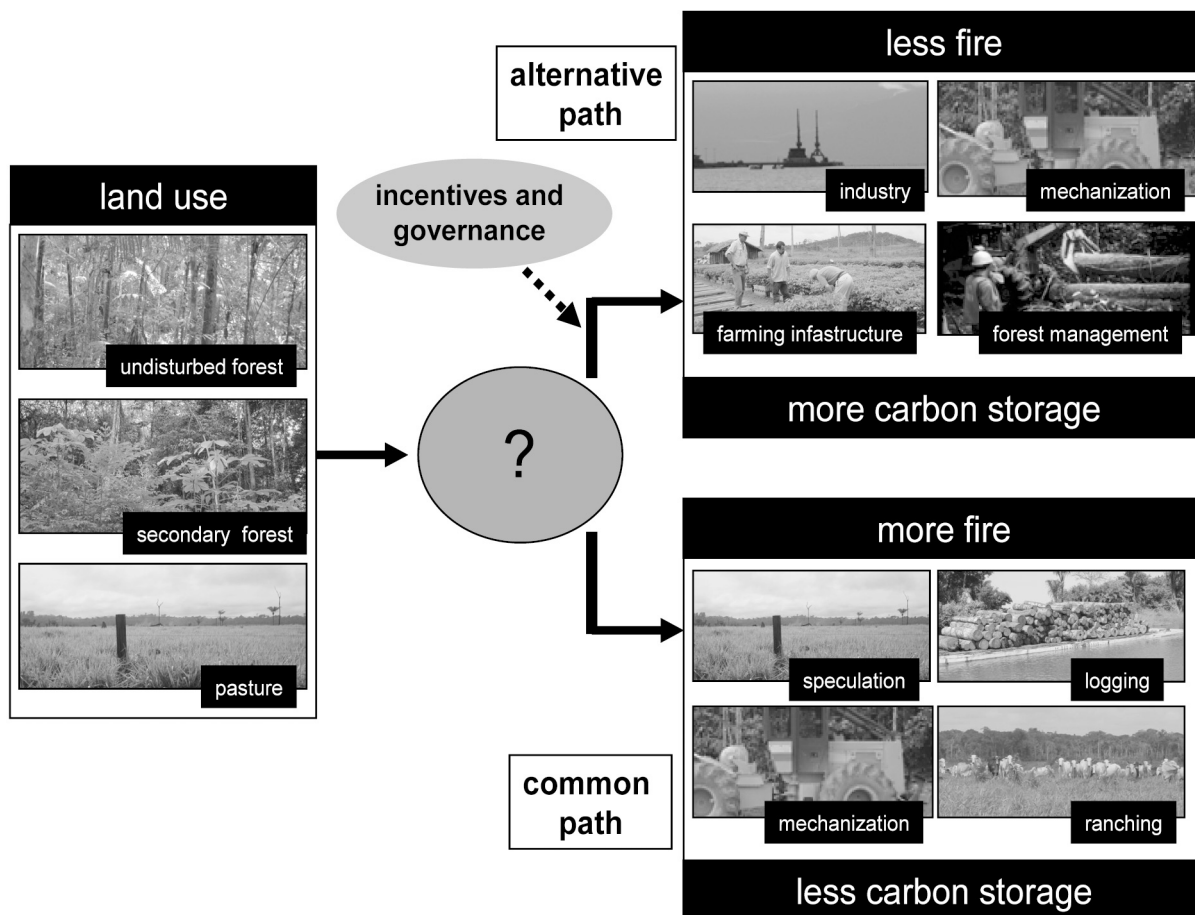 land use
undisturbed forest
secondary forest
pasture
incentives and
governance
?
alternative
path
less fire
industry
mechanization
farming infastructure
forest management
more carbon storage
common
path
more fire
speculation
logging
mechanization
ranching
less carbon storage